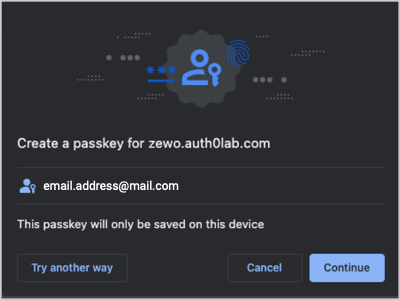 ***
Create a passkey for zewo.auth0lab.com
email.address@mail.com
This passkey will only be saved on this device
Try another way
Cancel
Continue